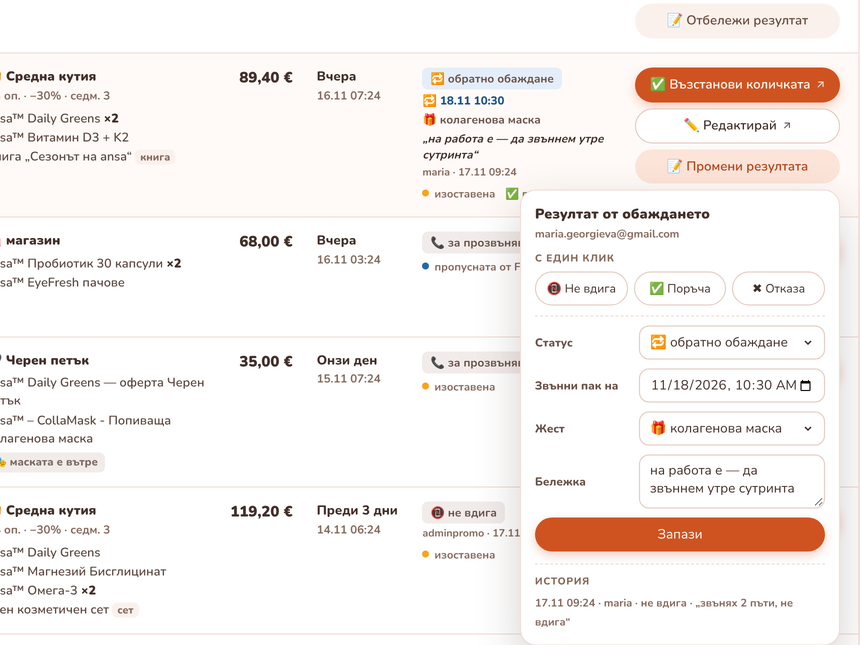 📝 Отбележи резултат
Средна кутия
89,40 €
Вчера
оп. · −30% · седм. 3
16.11 07:24
sa™ Daily Greens ×2
sa™ Витамин D3 + K2
„Сезонът на ansa“ книга
🔁 обратно обаждане
🔁 18.11 10:30
🎁 колагенова маска
„на работа е — да звъннем утре
сутринта“
maria · 17.11 09:24
изоставена ✅
✅ Възстанови количката ↗
✏️ Редактирай ↗
📝 Промени резултата
магазин
68,00 €
Вчера
16.11 03:24
sa™ Пробиотик 30 капсули ×2
sa™ EyeFresh пачове
📞 за прозвъня
пропусната от F
Черен петък
35,00 €
Онзи ден
15.11 07:24
sa™ Daily Greens — оферта Черен
тък
sa™ – CollaMask - Попиваща
лагенова маска
маската е вътре
📞 за прозвъня
изоставена
Средна кутия
119,20 €
Преди 3 дни
оп. · −30% · седм. 3
14.11 06:24
sa™ Daily Greens
sa™ Магнезий Бисглицинат
sa™ Омега-3 ×2
ен козметичен сет сет
📵 не вдига
adminpromo · 17.11
изоставена
Резултат от обаждането
maria.georgieva@gmail.com
С ЕДИН КЛИК
📵 Не вдига
✅ Поръча
✖ Отказа
Статус
🔁 обратно обаждане
Звънни пак на
11/18/2026, 10:30 AM
Жест
🎁 колагенова маска
Бележка
на работа е — да
звъннем утре сутринта
Запази
ИСТОРИЯ
17.11 09:24 · maria · не вдига · „звънях 2 пъти, не
вдига“